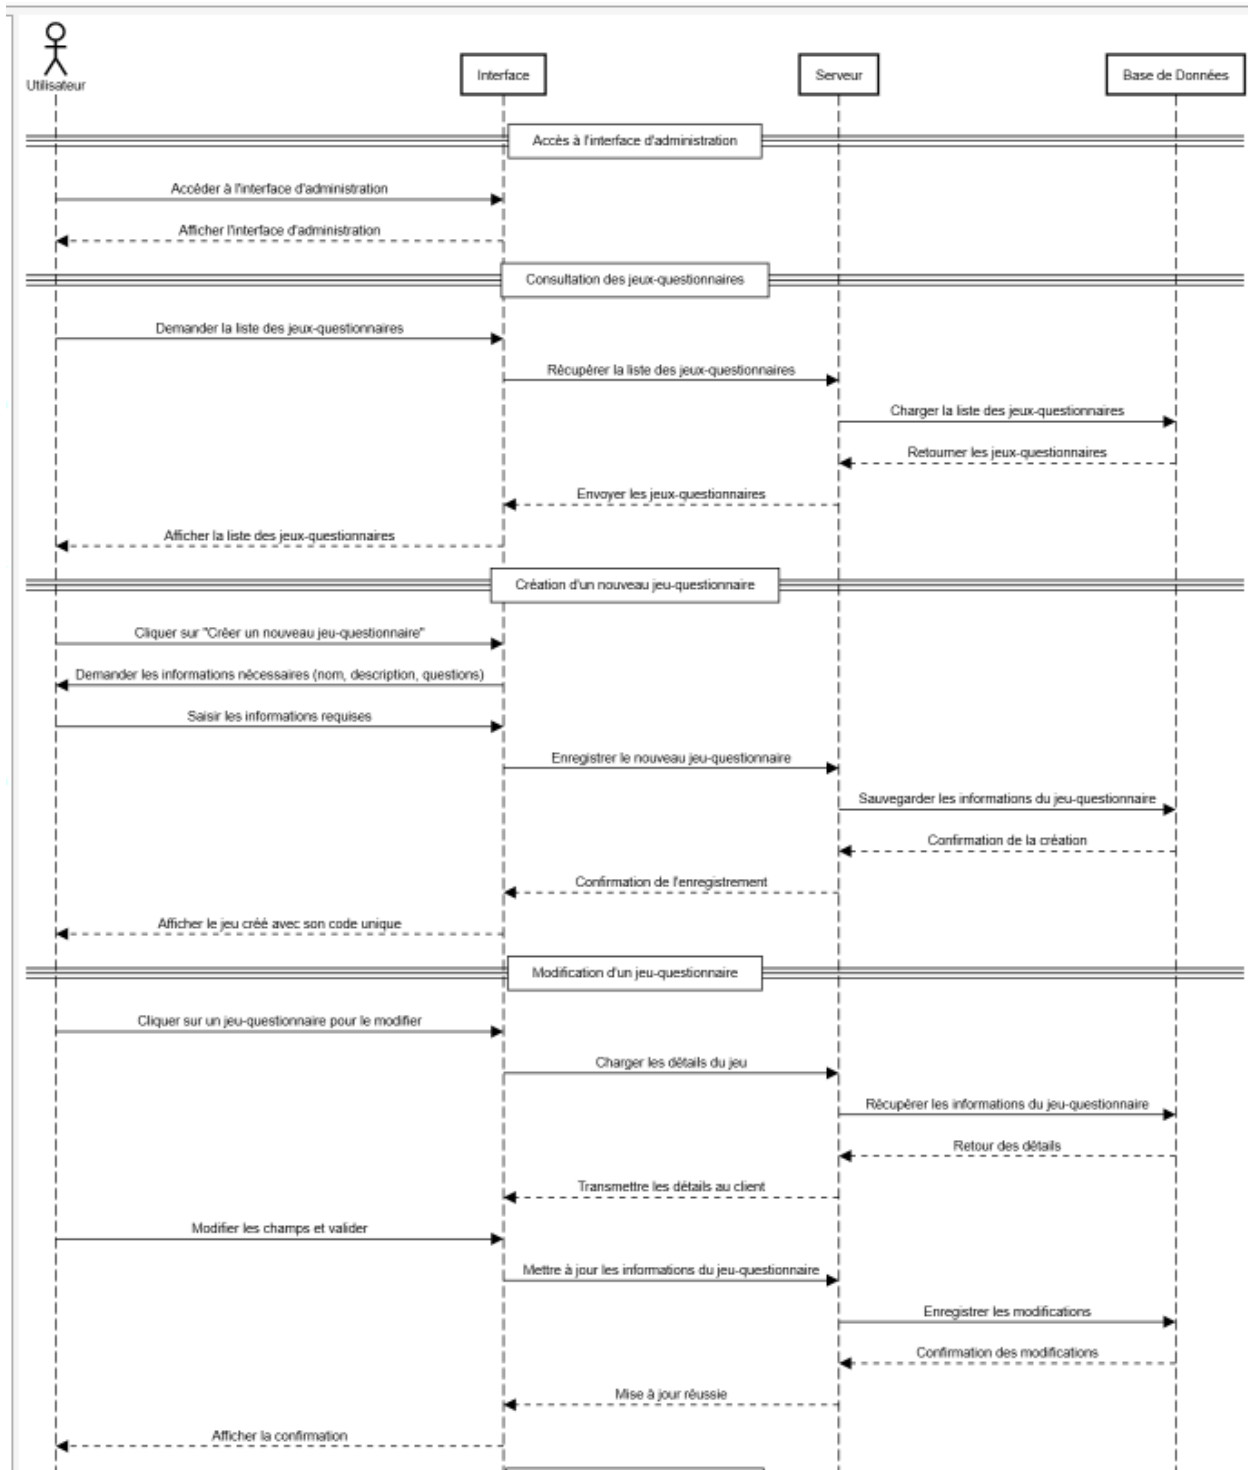 Utilisateur
Interface
Serveur
Base de Données
Accès à l'interface d'administration
Accéder à l'interface d'administration
Afficher l'interface d'administration
Consultation des jeux-questionnaires
Demander la liste des jeux-questionnaires
Récupérer la liste des jeux-questionnaires
Charger la liste des jeux-questionnaires
Retourner les jeux-questionnaires
Envoyer les jeux-questionnaires
Afficher la liste des jeux-questionnaires
Création d'un nouveau jeu-questionnaire
Cliquer sur "Créer un nouveau jeu-questionnaire"
Demander les informations nécessaires (nom, description, questions)
Saisir les informations requises
Enregistrer le nouveau jeu-questionnaire
Sauvegarder les informations du jeu-questionnaire
Confirmation de la création
Confirmation de l'enregistrement
Afficher le jeu créé avec son code unique
Modification d'un jeu-questionnaire
Cliquer sur un jeu-questionnaire pour le modifier
Charger les détails du jeu
Récupérer les informations du jeu-questionnaire
Retour des détails
Transmettre les détails au client
Modifier les champs et valider
Mettre à jour les informations du jeu-questionnaire
Enregistrer les modifications
Confirmation des modifications
Mise à jour réussie
Afficher la confirmation